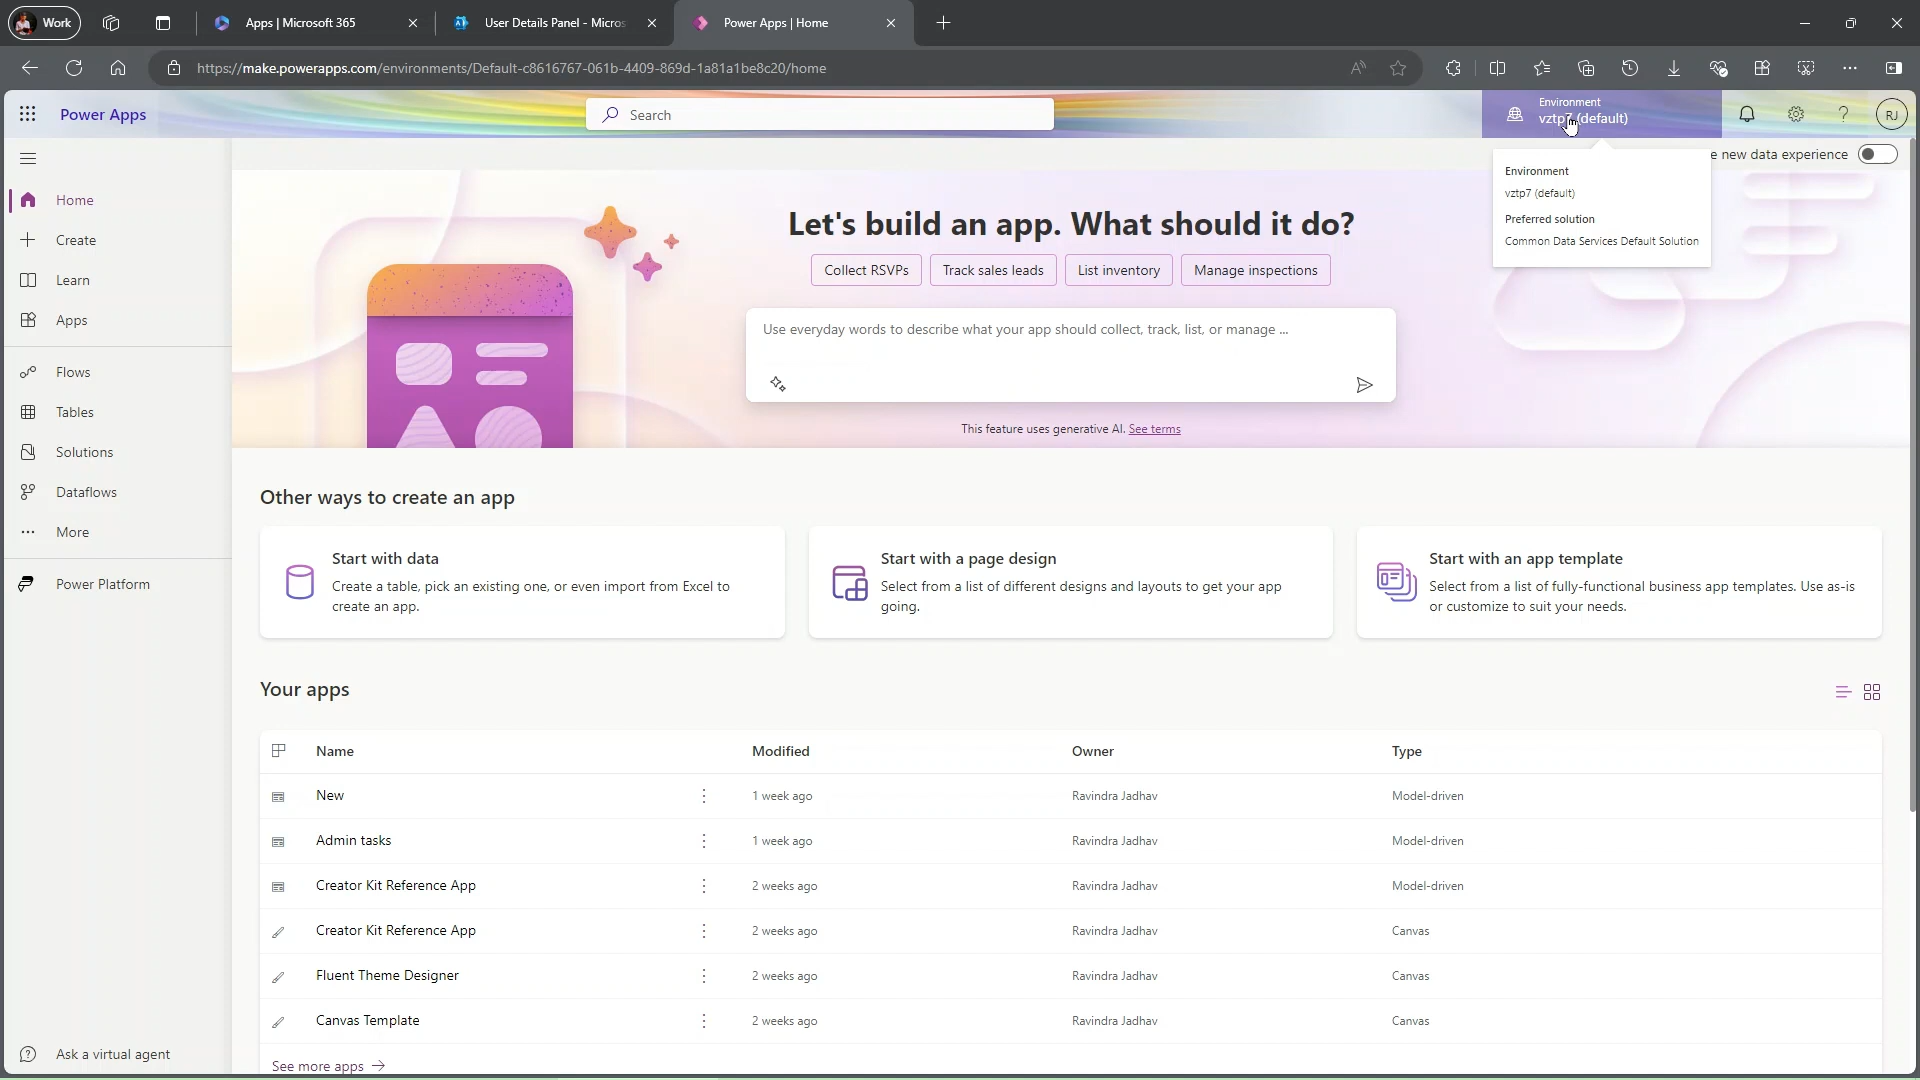 Work
Apps | Microsoft 365
User Details Panel - Micros
Power Apps | Home
https://make.powerapps.com/environments/Default-c8616767-061b-4409-869d-1a81a1be8c20/home
Power Apps
Search
Environment
vztp7 (default)
RJ
Environment
vztp7 (default)
Preferred solution
Common Data Services Default Solution
e new data experience
Home
Create
Learn
Apps
Flows
Tables
Solutions
Dataflows
More
Power Platform
Ask a virtual agent
Let's build an app. What should it do?
Collect RSVPs
Track sales leads
List inventory
Manage inspections
Use everyday words to describe what your app should collect, track, list, or manage ...
This feature uses generative AI. See terms
Other ways to create an app
Start with data
Create a table, pick an existing one, or even import from Excel to
create an app.
Start with a page design
Select from a list of different designs and layouts to get your app
going.
Start with an app template
Select from a list of fully-functional business app templates. Use as-is
or customize to suit your needs.
Your apps
Name Modified Owner Type
New 1 week ago Ravindra Jadhav Model-driven
Admin tasks 1 week ago Ravindra Jadhav Model-driven
Creator Kit Reference App 2 weeks ago Ravindra Jadhav Model-driven
Creator Kit Reference App 2 weeks ago Ravindra Jadhav Canvas
Fluent Theme Designer 2 weeks ago Ravindra Jadhav Canvas
Canvas Template 2 weeks ago Ravindra Jadhav Canvas
See more apps